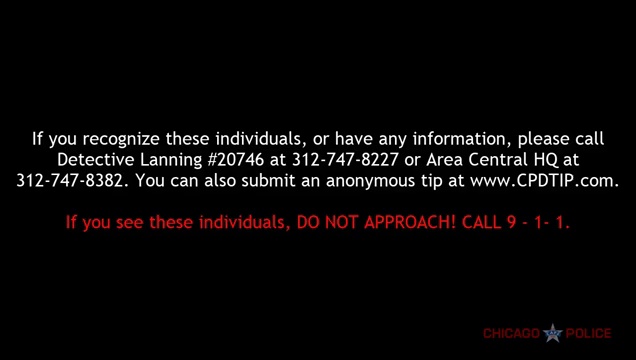 If you recognize these individuals, or have any information, please call
Detective Lanning #20746 at 312-747-8227 or Area Central HQ at
312-747-8382. You can also submit an anonymous tip at www.CPDTIP.com.
If you see these individuals, DO NOT APPROACH! CALL 9 - 1- 1.
CHICAGO POLICE